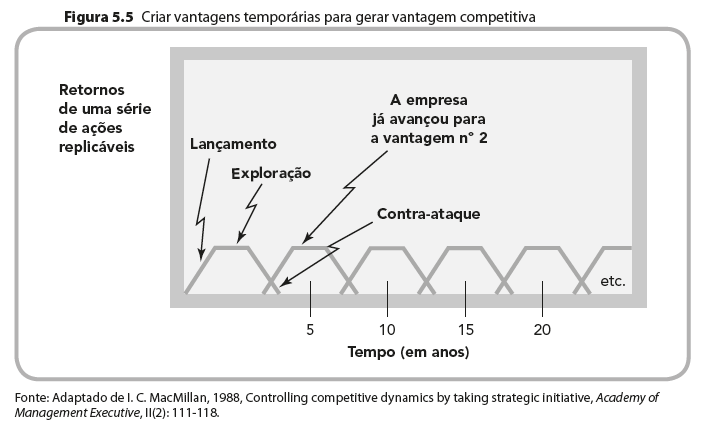 Figura 5.5 Criar vantagens temporárias para gerar vantagem competitiva
Retornos
de uma série
de ações
replicáveis
A empresa
já avançou para
a vantagem nº 2
Lançamento
Exploração
Contra-ataque
etc.
5 10 15 20
Tempo (em anos)
Fonte: Adaptado de I. C. MacMillan, 1988, Controlling competitive dynamics by taking strategic initiative, Academy of
Management Executive, II(2): 111-118.